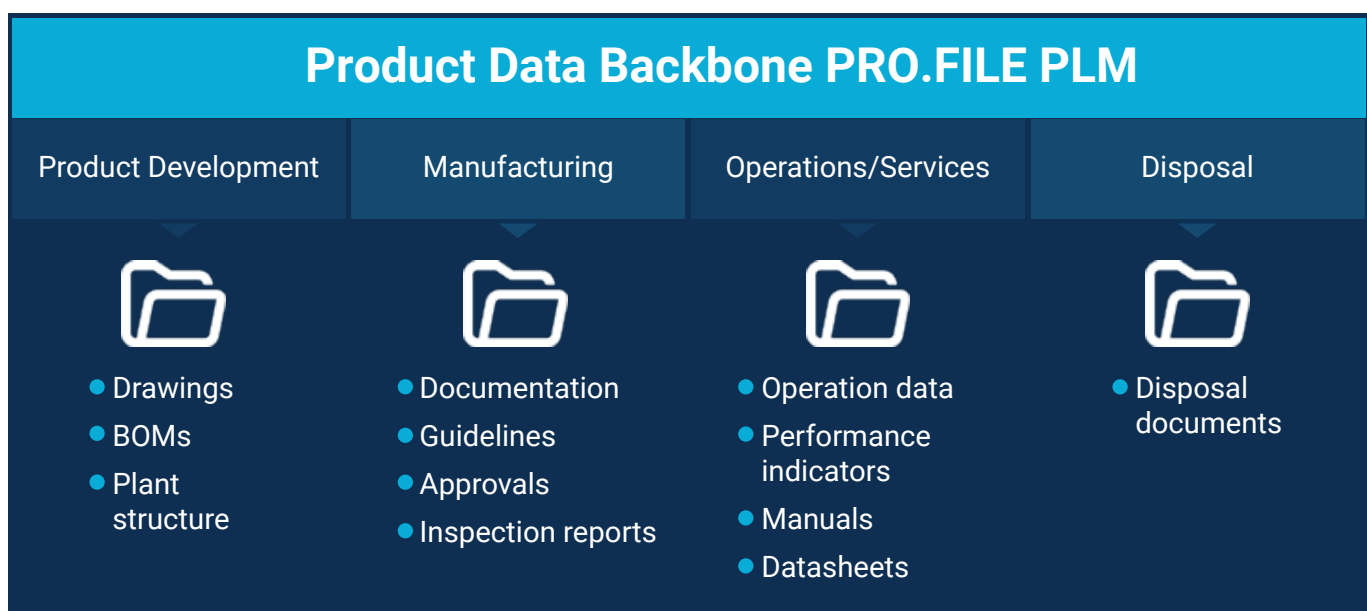 Product Data Backbone PRO.FILE PLM
Product Development
Manufacturing
Operations/Services
Disposal
Drawings
BOMs
Plant
structure
Documentation
Guidelines
Approvals
Inspection reports
Operation data
Performance
indicators
Manuals
Datasheets
Disposal
documents